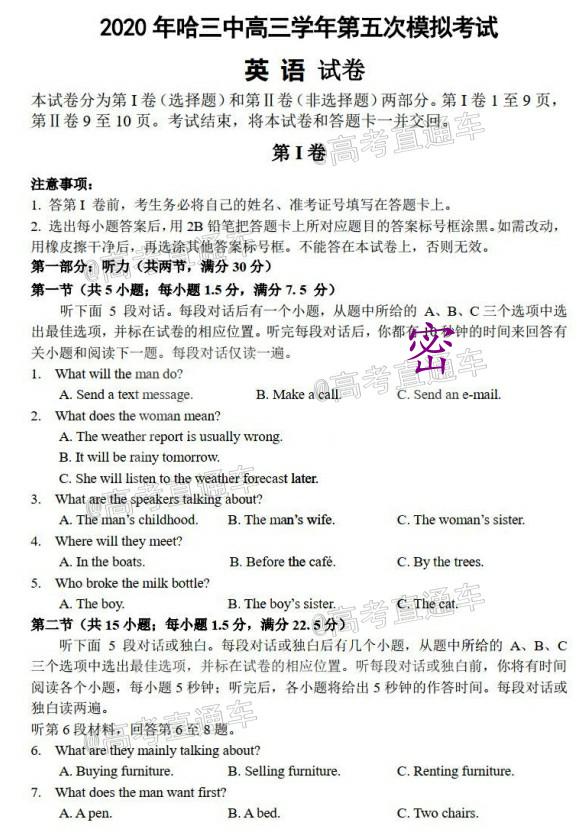 2020 年哈三中高三学年第五次模拟考试
英 语 试卷
本试卷分为第 I 卷（选择题）和第 II 卷（非选择题）两部分。第 I 卷 1 至 9 页，
第 II 卷 9 至 10 页。考试结束，将本试卷和答题卡一并交回。
第 I 卷
注意事项：
1. 答第 I 卷前，考生务必将自己的姓名、准考证号填写在答题卡上。
2. 选出每小题答案后，用 2B 铅笔把答题卡上所对应题目的答案标号框涂黑。如需改动，
用橡皮擦干净后，再选涂其他答案标号框。不能答在本试卷上，否则无效。
第一部分：听力（共两节，满分 30 分）
第一节（共 5 小题；每小题 1.5 分，满分 7.5 分）
听下面 5 段对话。每段对话后有一个小题，从题中所给的 A、B、C 三个选项中选
出最佳选项，并标在试卷的相应位置。听完每段对话后，你都有 10 秒钟的时间来回答有
关小题和阅读下一题。每段对话仅读一遍。
密
1. What will the man do?
A. Send a text message. B. Make a call. C. Send an e-mail.
2. What does the woman mean?
A. The weather report is usually wrong.
B. It will be rainy tomorrow.
C. She will listen to the weather forecast later.
3. What are the speakers talking about?
A. The man's childhood. B. The man's wife. C. The woman's sister.
4. Where will they meet?
A. In the boats. B. Before the café. C. By the trees.
5. Who broke the milk bottle?
A. The boy. B. The boy's sister. C. The cat.
第二节（共 15 小题；每小题 1.5 分，满分 22.5 分）
听下面 5 段对话或独白。每段对话或独白后有几个小题，从题中所给的 A、B、C
三个选项中选出最佳选项，并标在试卷的相应位置。听每段对话或独白前，你将有时间
阅读各个小题，每小题 5 秒钟；听完后，各小题将给出 5 秒钟的作答时间。每段对话或
独白读两遍。
听第 6 段材料，回答第 6 至 8 题。
6. What are they mainly talking about?
A. Buying furniture. B. Selling furniture. C. Renting furniture.
7. What does the man want first?
A. A pen. B. A bed. C. Two chairs.
@高考直通车
@高考直通车
@高考直通车
@高考直通车
@高考直通车
@高考直通车